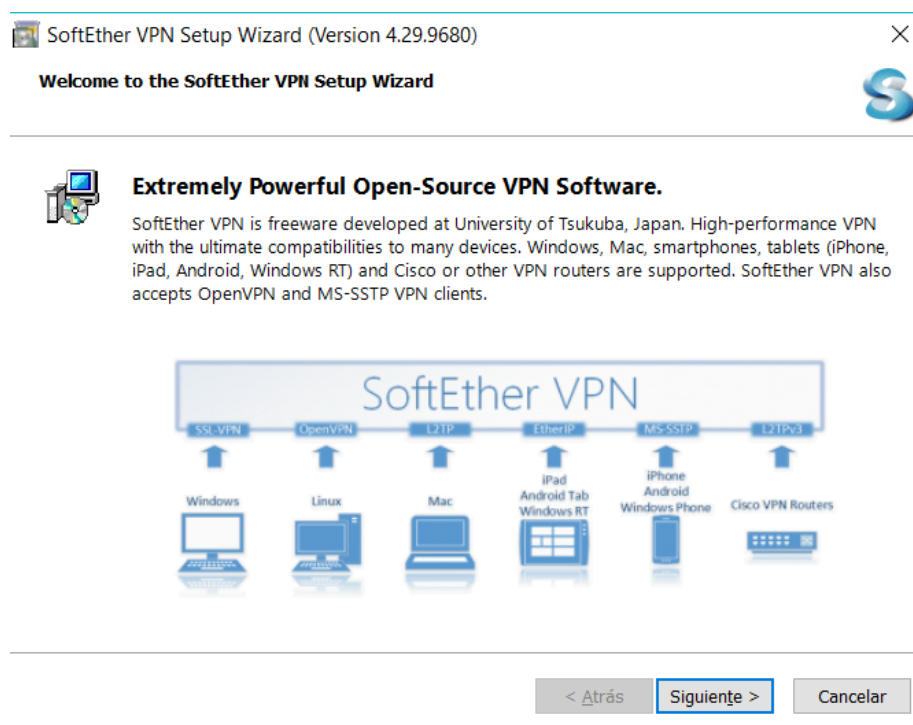 SoftEther VPN Setup Wizard (Version 4.29.9680)
Welcome to the SoftEther VPN Setup Wizard
Extremely Powerful Open-Source VPN Software.
SoftEther VPN is freeware developed at University of Tsukuba, Japan. High-performance VPN
with the ultimate compatibilities to many devices. Windows, Mac, smartphones, tablets (iPhone,
iPad, Android, Windows RT) and Cisco or other VPN routers are supported. SoftEther VPN also
accepts OpenVPN and MS-SSTP VPN clients.
SoftEther VPN
SSL-VPN OpenVPN L2TP EtherIP MS-SSTP L2TPv3
Windows
Linux
Mac
iPad
Android Tab
Windows RT
iPhone
Android
Windows Phone
Cisco VPN Routers
< Atrás Siguiente > Cancelar